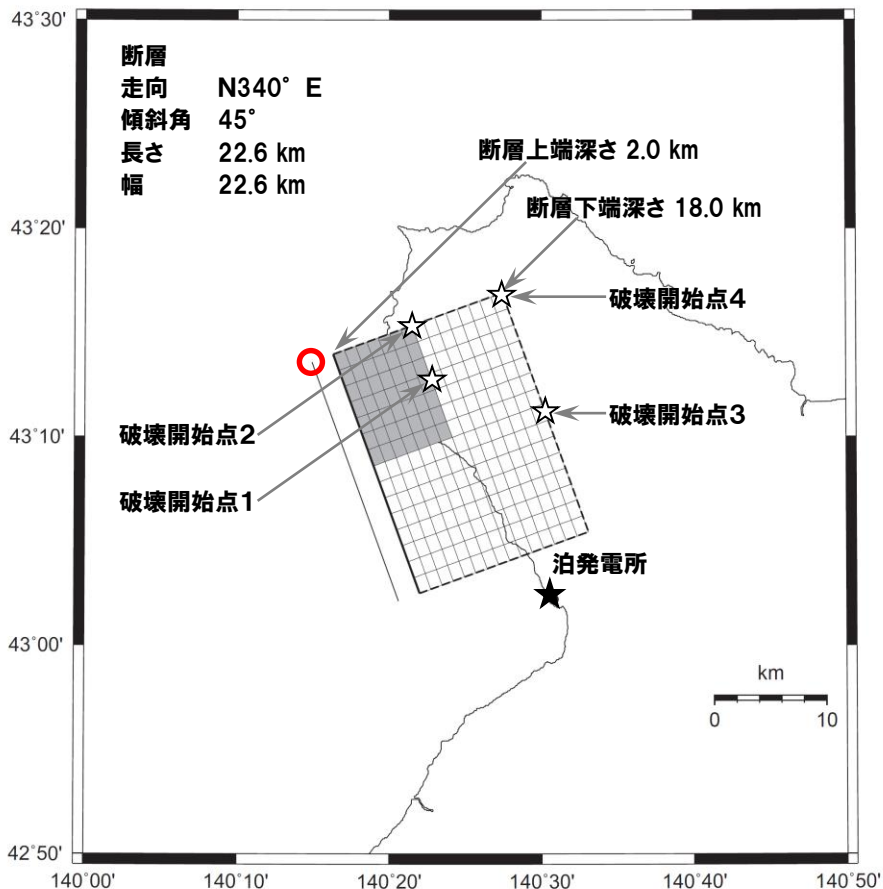 43°30'
断層
走向 N340° E
傾斜角 45°
長さ 22.6 km
幅 22.6 km
断層上端深さ 2.0 km
断層下端深さ 18.0 km
43°20'
破壊開始点4
破壊開始点2
破壊開始点3
43°10'
破壊開始点1
泊発電所
43°00'
km
0 10
42°50'
140°00' 140°10' 140°20' 140°30' 140°40' 140°50'